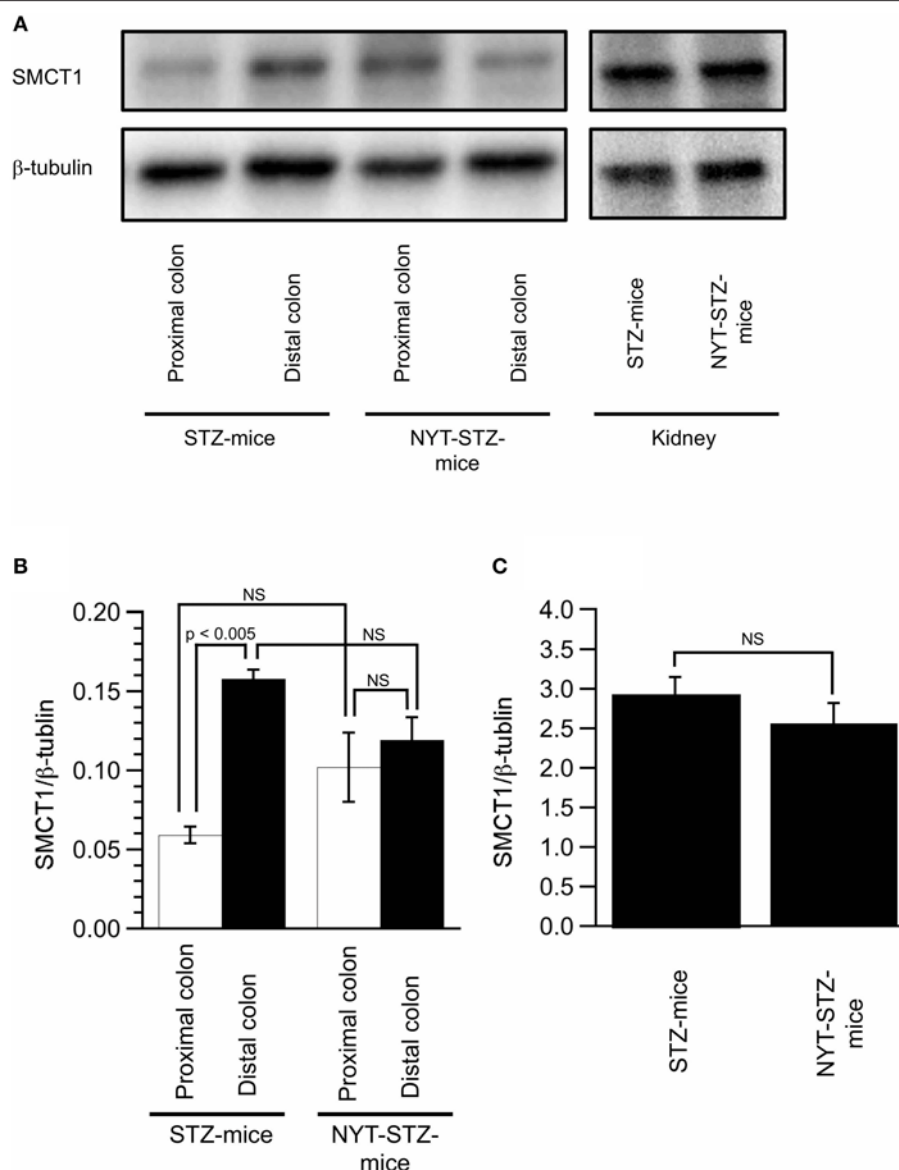 A
SMCT1
β-tubulin
Proximal colon
Distal colon
Proximal colon
Distal colon
STZ-mice
NYT-STZ-
mice
STZ-mice
NYT-STZ-
mice
Kidney
B
NS
p < 0.005
NS
NS
0.20
0.15
0.10
0.05
0.00
SMCT1/β-tublin
Proximal colon
Distal colon
Proximal colon
Distal colon
STZ-mice
NYT-STZ-
mice
C
NS
4.0
3.5
3.0
2.5
2.0
1.5
1.0
0.5
0.0
SMCT1/β-tublin
STZ-mice
NYT-STZ-
mice